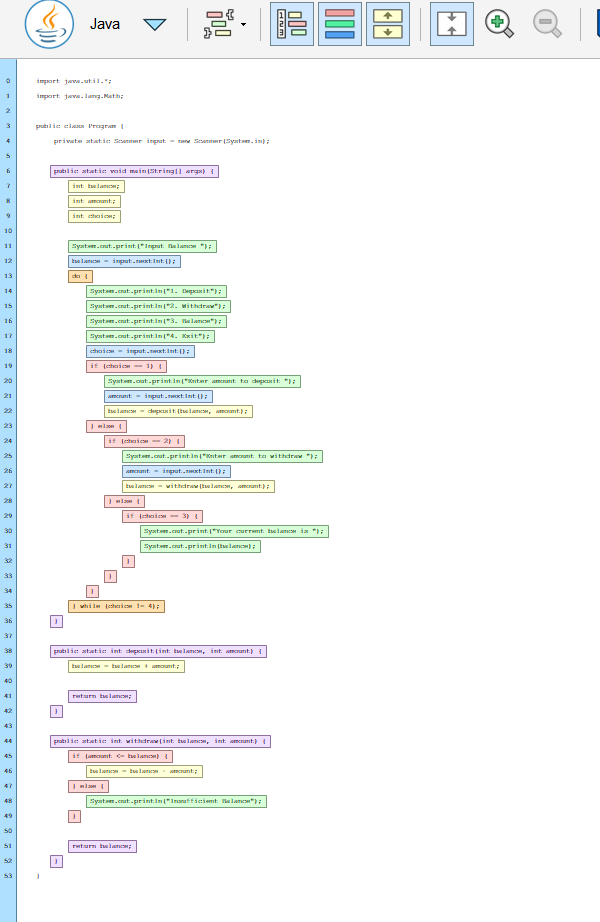 Java
0 import java.util.*;
1 import java.lang.Math;
2
3 public class Program {
4 private static Scanner input = new Scanner(System.in);
5
6 public static void main(String[] args) {
7 int balance;
8 int amount;
9 int choice;
10
11 System.out.print("Input Balance ");
12 balance = input.nextInt();
13 do {
14 System.out.println("1. Deposit");
15 System.out.println("2. Withdraw");
16 System.out.println("3. Balance");
17 System.out.println("4. Exit");
18 choice = input.nextInt();
19 if (choice == 1) {
20 System.out.println("Enter amount to deposit ");
21 amount = input.nextInt();
22 balance = deposit(balance, amount);
23 } else {
24 if (choice == 2) {
25 System.out.println("Enter amount to withdraw ");
26 amount = input.nextInt();
27 balance = withdraw(balance, amount);
28 } else {
29 if (choice == 3) {
30 System.out.print("Your current balance is ");
31 System.out.println(balance);
32 }
33 }
34 }
35 } while (choice != 4);
36 }
37
38 public static int deposit(int balance, int amount) {
39 balance = balance + amount;
40
41 return balance;
42 }
43
44 public static int withdraw(int balance, int amount) {
45 if (amount <= balance) {
46 balance = balance - amount;
47 } else {
48 System.out.println("Insufficient Balance");
49 }
50
51 return balance;
52 }
53 }